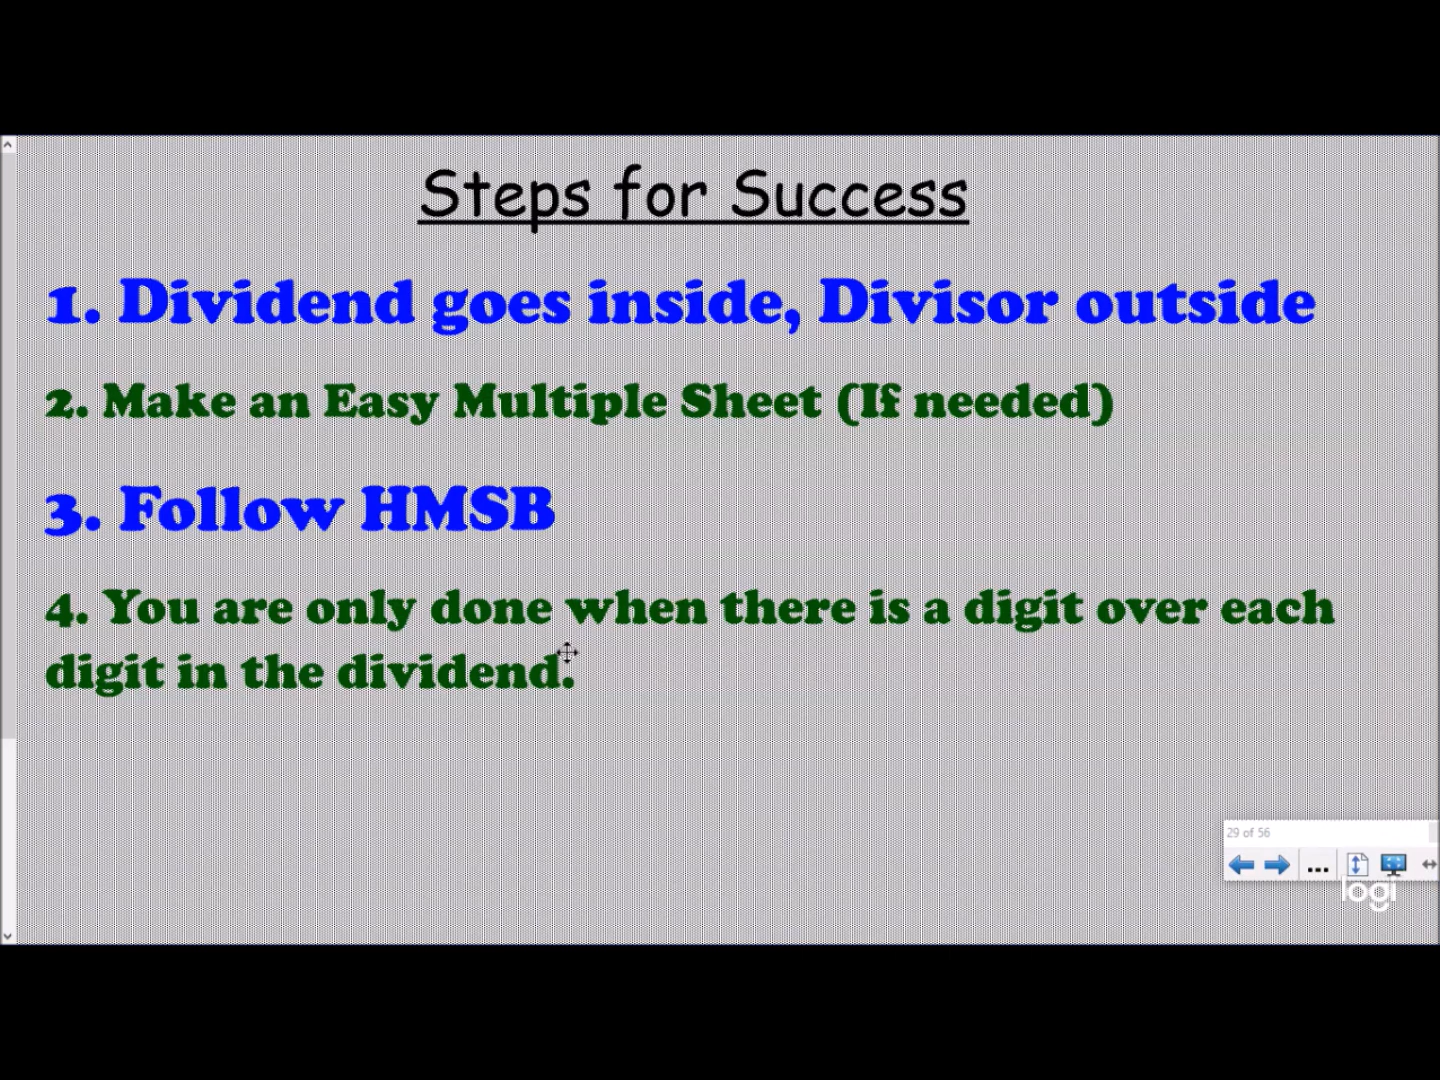 Steps for Success
1. Dividend goes inside, Divisor outside
2. Make an Easy Multiple Sheet (If needed)
3. Follow HMSB
4. You are only done when there is a digit over each
digit in the dividend.
29 of 56
...
logi